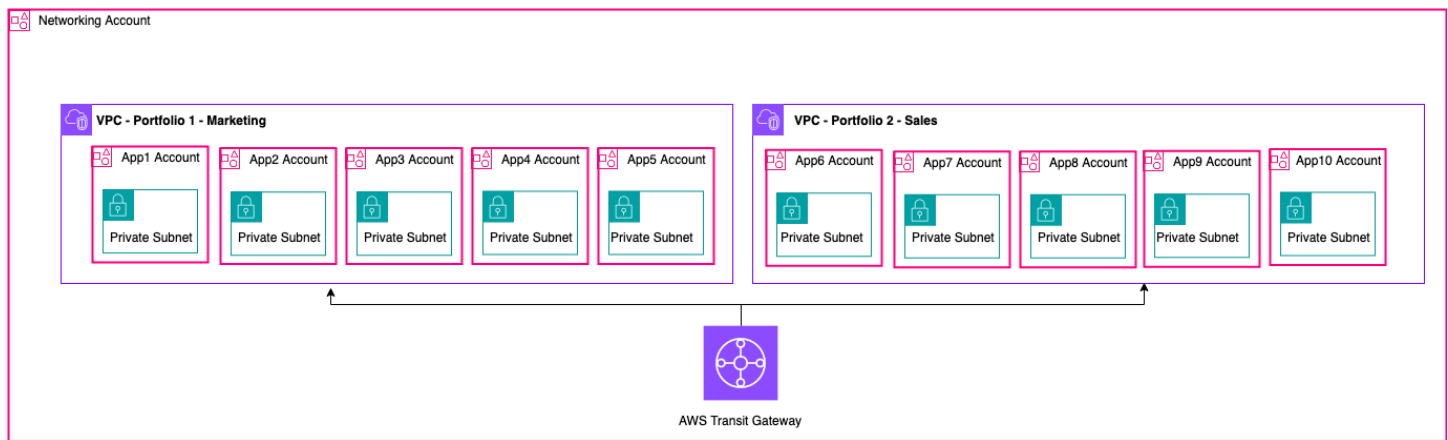 Networking Account
VPC - Portfolio 1 - Marketing
App1 Account
App2 Account
App3 Account
App4 Account
App5 Account
Private Subnet
Private Subnet
Private Subnet
Private Subnet
Private Subnet
VPC - Portfolio 2 - Sales
App6 Account
App7 Account
App8 Account
App9 Account
App10 Account
Private Subnet
Private Subnet
Private Subnet
Private Subnet
Private Subnet
AWS Transit Gateway